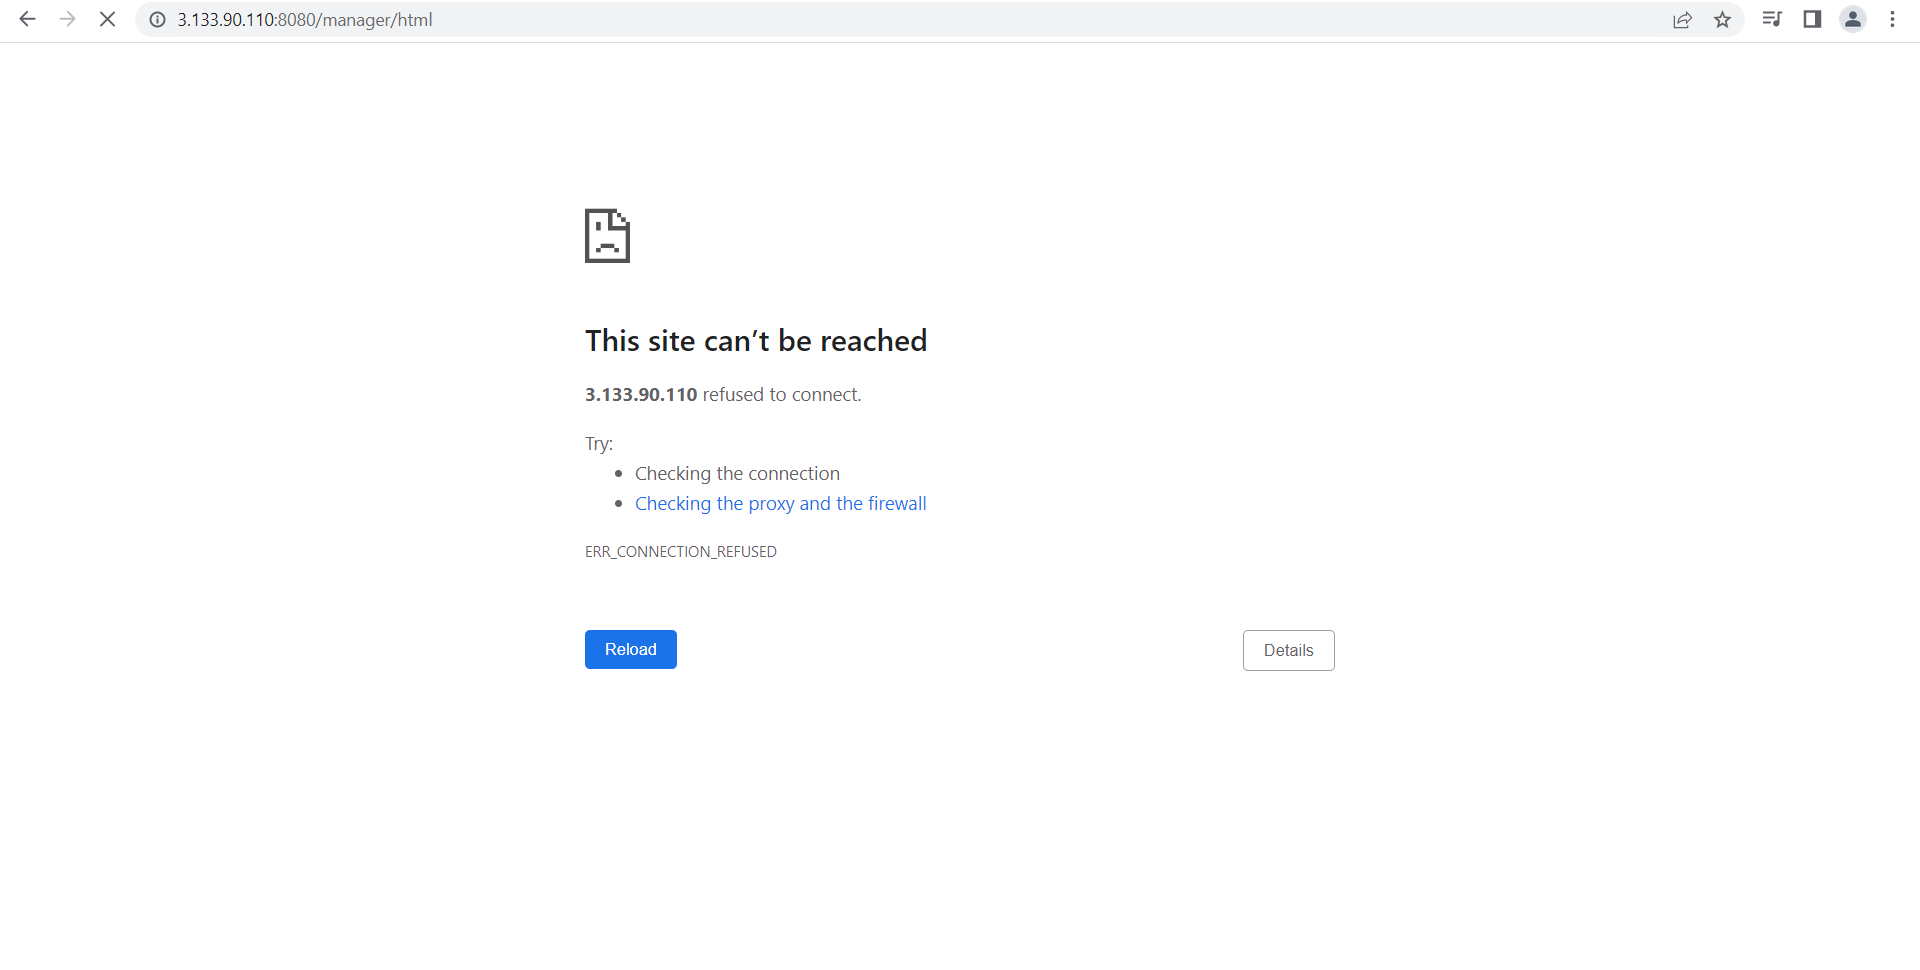 3.133.90.110:8080/manager/html
This site can’t be reached
3.133.90.110 refused to connect.
Try:
• Checking the connection
• Checking the proxy and the firewall
ERR_CONNECTION_REFUSED
Reload
Details